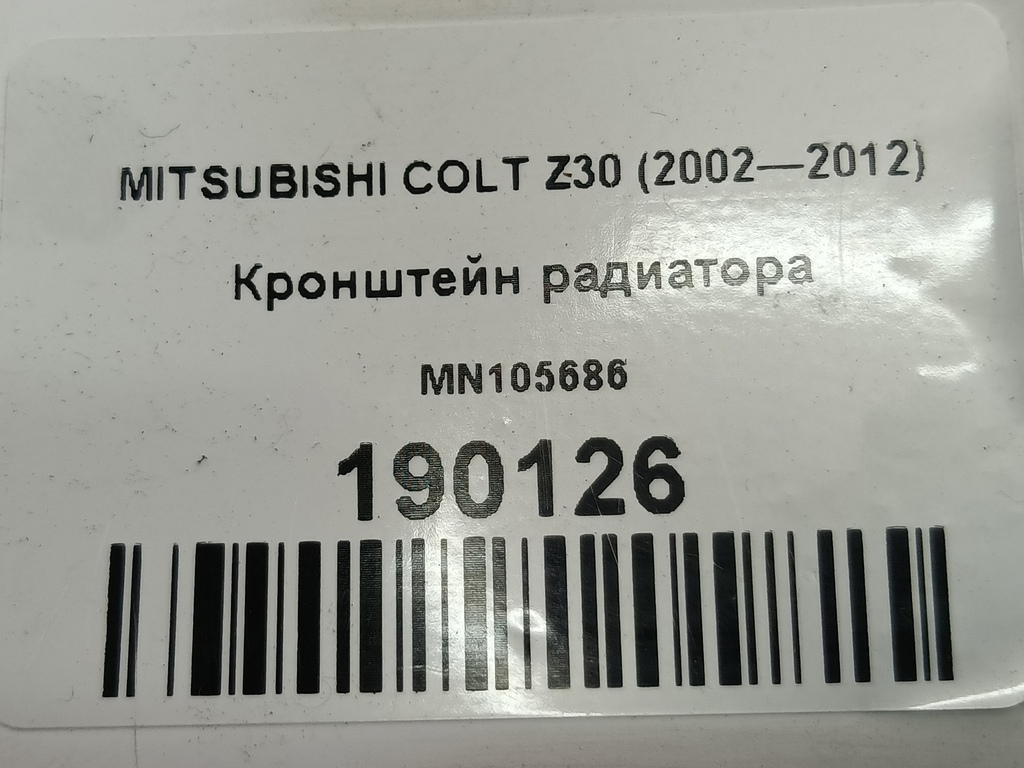 MITSUBISHI COLT Z30 (2002—2012)
Кронштейн радиатора
MN105686
190126